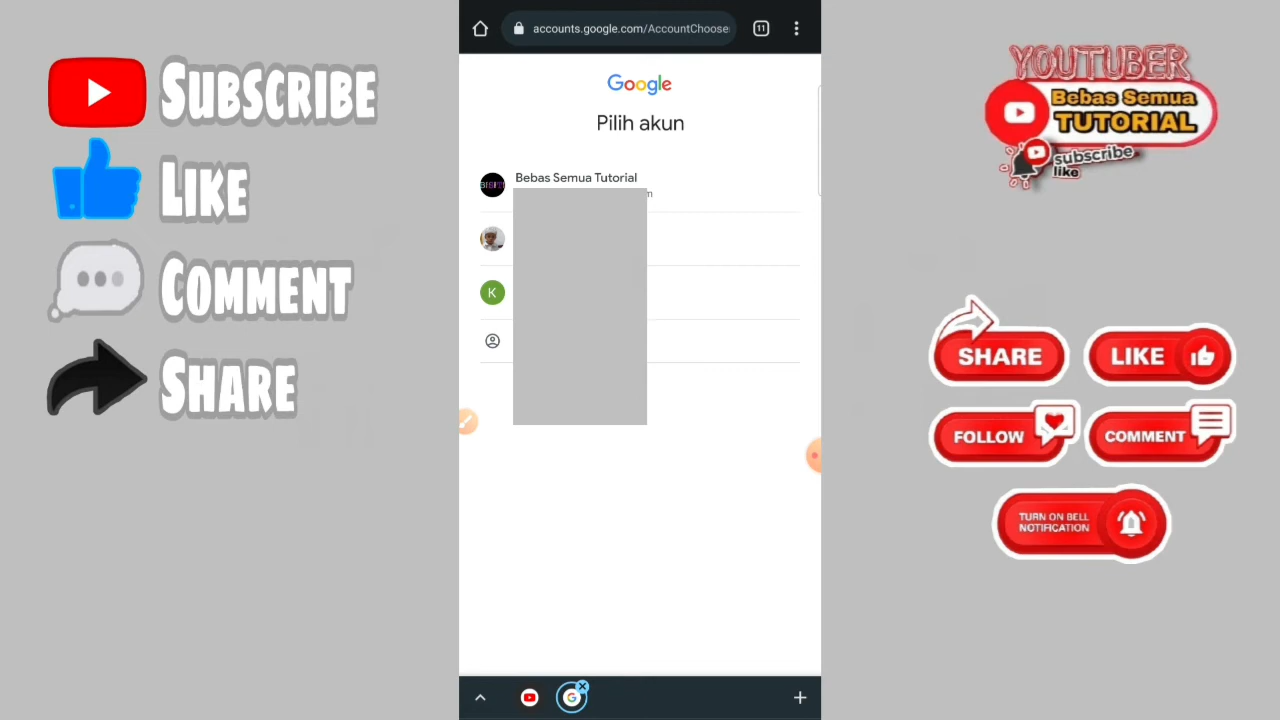 SUBSCRIBE
LIKE
COMMENT
SHARE
accounts.google.com/AccountChoose
11
Google
Pilih akun
Bebas Semua Tutorial
m
K
YOUTUBER
Bebas Semua
TUTORIAL
subscribe
like
SHARE
LIKE
FOLLOW
COMMENT
TURN ON BELL
NOTIFICATION